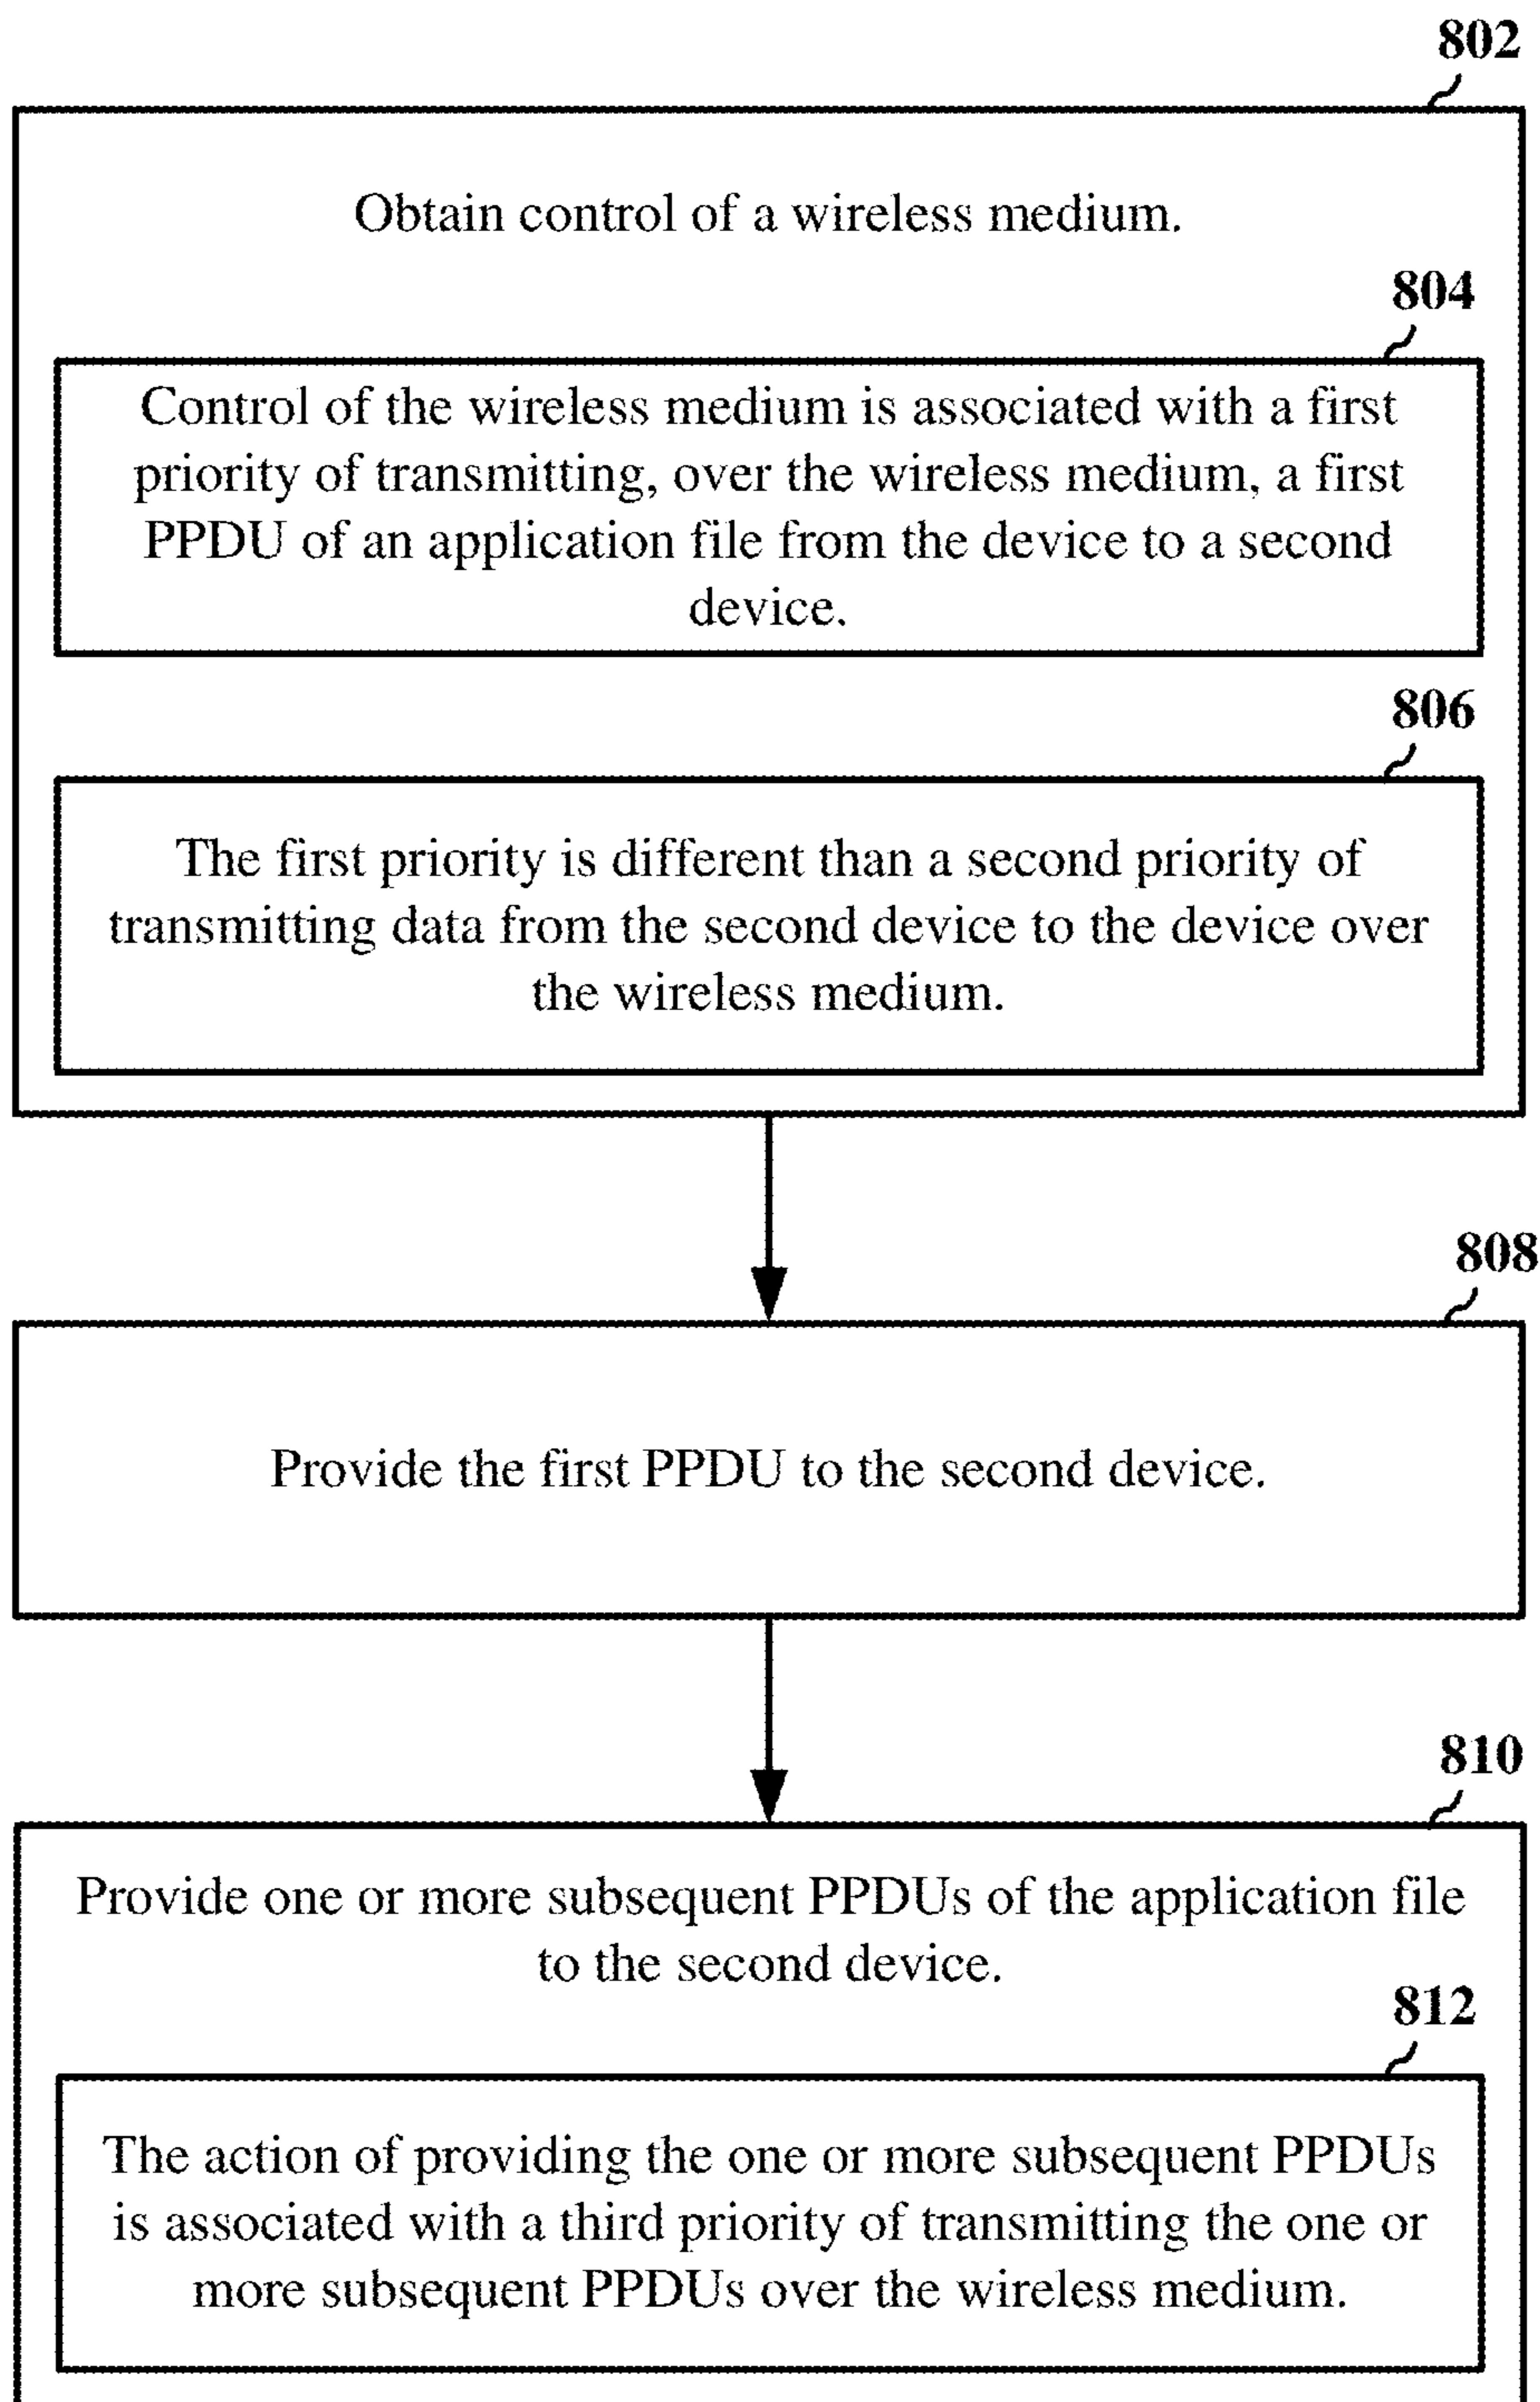 802
Obtain control of a wireless medium.
804
Control of the wireless medium is associated with a first
priority of transmitting, over the wireless medium, a first
PPDU of an application file from the device to a second
device.
806
The first priority is different than a second priority of
transmitting data from the second device to the device over
the wireless medium.
808
Provide the first PPDU to the second device.
810
Provide one or more subsequent PPDUs of the application file
to the second device.
812
The action of providing the one or more subsequent PPDUs
is associated with a third priority of transmitting the one or
more subsequent PPDUs over the wireless medium.